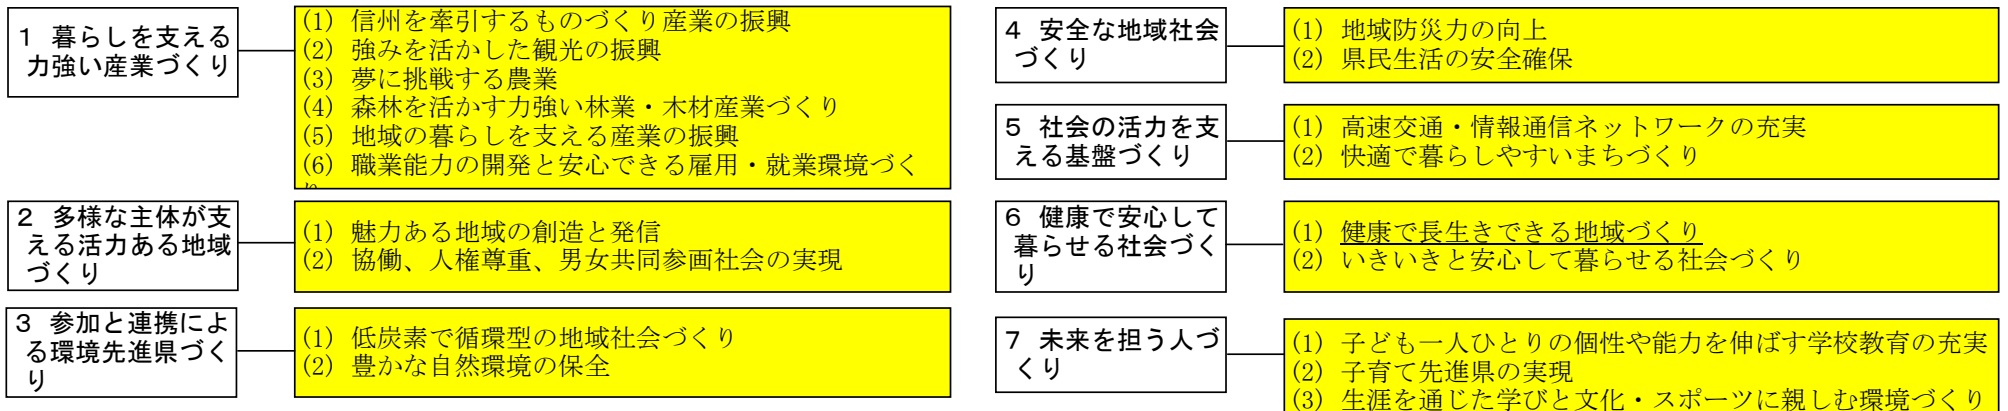 1 暮らしを支える
力強い産業づくり
(1) 信州を牽引するものづくり産業の振興
(2) 強みを活かした観光の振興
(3) 夢に挑戦する農業
(4) 森林を活かす力強い林業・木材産業づくり
(5) 地域の暮らしを支える産業の振興
(6) 職業能力の開発と安心できる雇用・就業環境づく
り
2 多様な主体が支
える活力ある地域
づくり
(1) 魅力ある地域の創造と発信
(2) 協働、人権尊重、男女共同参画社会の実現
3 参加と連携によ
る環境先進県づく
り
(1) 低炭素で循環型の地域社会づくり
(2) 豊かな自然環境の保全
4 安全な地域社会
づくり
(1) 地域防災力の向上
(2) 県民生活の安全確保
5 社会の活力を支
える基盤づくり
(1) 高速交通・情報通信ネットワークの充実
(2) 快適で暮らしやすいまちづくり
6 健康で安心して
暮らせる社会づく
り
(1) 健康で長生きできる地域づくり
(2) いきいきと安心して暮らせる社会づくり
7 未来を担う人づ
くり
(1) 子ども一人ひとりの個性や能力を伸ばす学校教育の充実
(2) 子育て先進県の実現
(3) 生涯を通じた学びと文化・スポーツに親しむ環境づくり